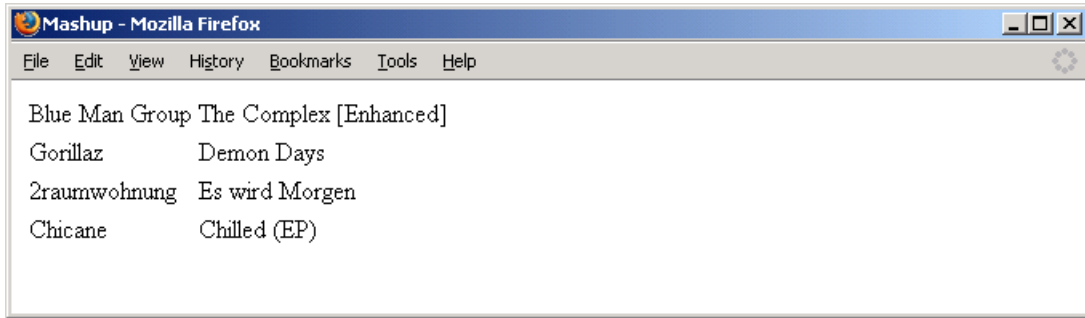 Mashup - Mozilla Firefox
File Edit View History Bookmarks Tools Help
Blue Man Group The Complex [Enhanced]
Gorillaz Demon Days
2raumwohnung Es wird Morgen
Chicane Chilled (EP)